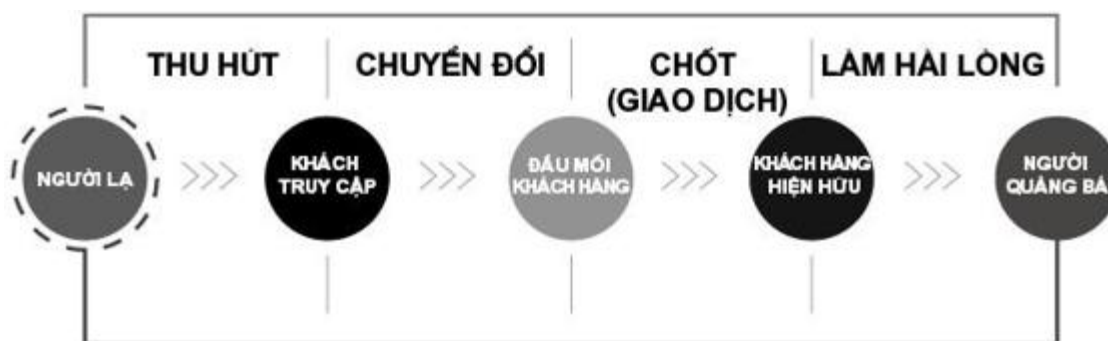 THU HÚT
CHUYỂN ĐỔI
CHỐT
(GIAO DỊCH)
LÀM HÀI LÒNG
NGƯỜI LẠ
KHÁCH
TRUY CẬP
ĐẦU MỐI
KHÁCH HÀNG
KHÁCH HÀNG
HIỆN HỮU
NGƯỜI
QUẢNG BÁ